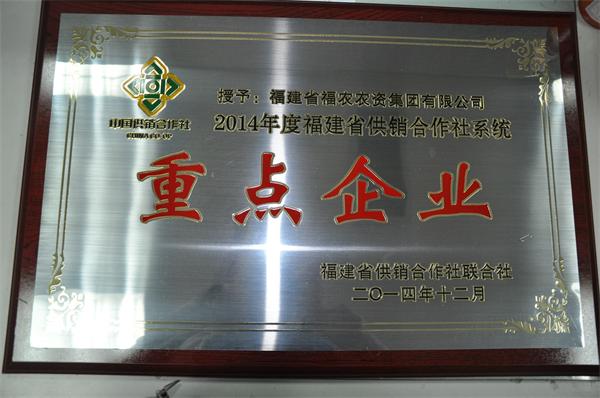 授予：福建省福农农资集团有限公司
中国供销合作社
CHINA CO-OP
2014年度福建省供销合作社系统
重点企业
福建省供销合作社联合社
二〇一四年十二月